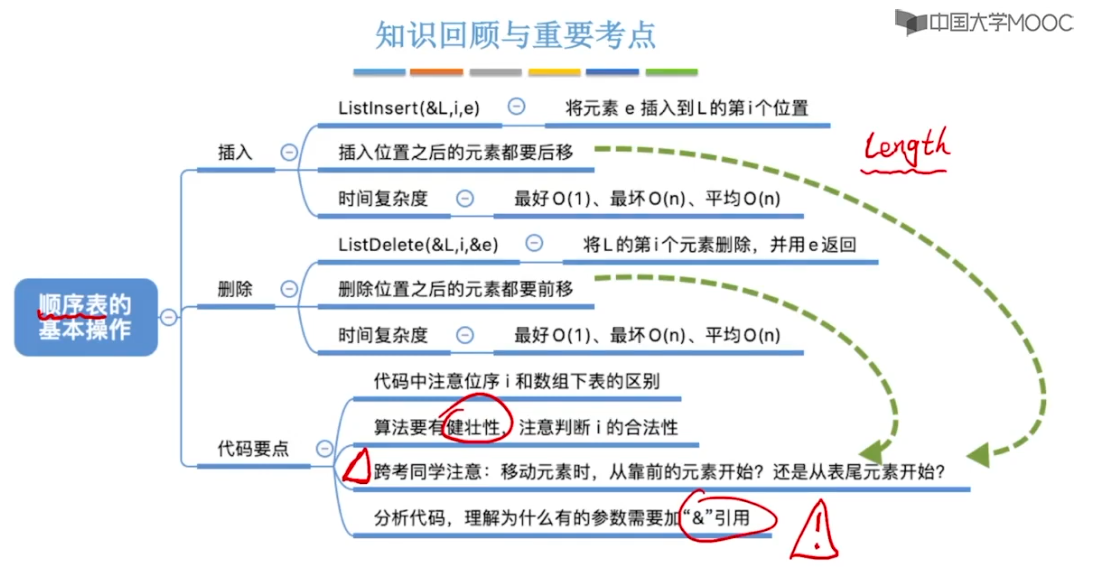 中国大学MOOC
知识回顾与重要考点
ListInsert(&L,i,e)
将元素 e 插入到L的第i个位置
Length
插入
插入位置之后的元素都要后移
时间复杂度
最好O(1)、最坏O(n)、平均O(n)
ListDelete(&L,i,&e)
将L的第i个元素删除，并用e返回
删除
删除位置之后的元素都要前移
时间复杂度
最好O(1)、最坏O(n)、平均O(n)
顺序表的
基本操作
代码中注意位序 i 和数组下表的区别
算法要有健壮性，注意判断 i 的合法性
代码要点
跨考同学注意：移动元素时，从靠前的元素开始？还是从表尾元素开始？
分析代码，理解为什么有的参数需要加“&”引用
!